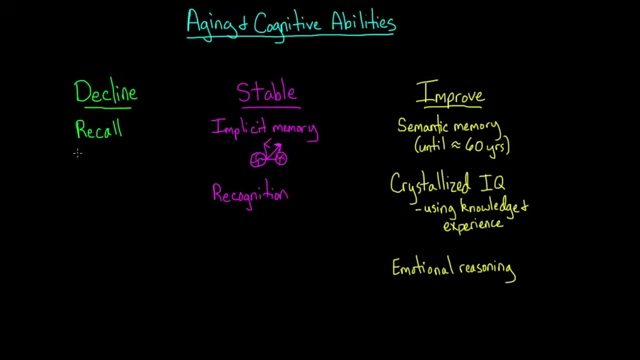 Aging & Cognitive Abilities
Decline
Recall
Stable
Implicit memory
Recognition
Improve
Semantic memory
(until ≈ 60 yrs)
Crystallized IQ
- using knowledge &
experience
Emotional reasoning